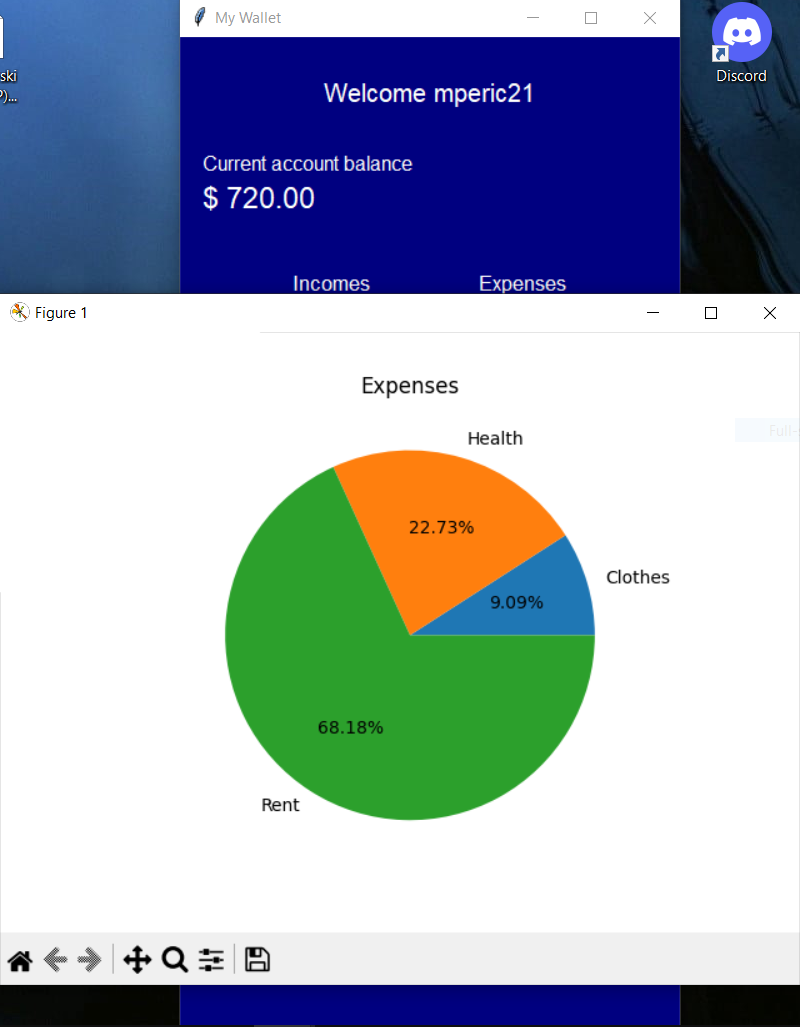 My Wallet
ski
?)...
Discord
Welcome mperic21
Current account balance
$ 720.00
Incomes Expenses
Figure 1
Expenses
Full-
Health
22.73%
Clothes
9.09%
68.18%
Rent